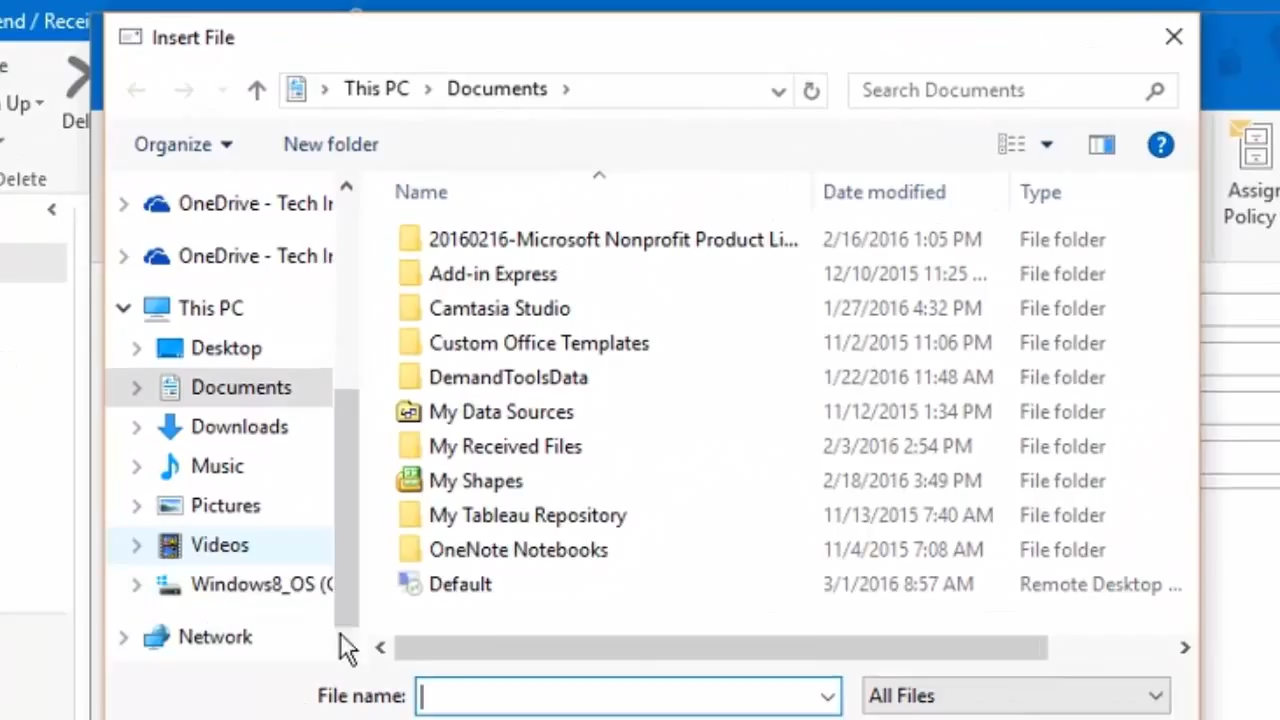 end / Recei
Insert File
e
Up
Del
Delete
This PC > Documents >
Search Documents
Organize
New folder
Name
Date modified
Type
OneDrive - Tech Ir
OneDrive - Tech Ir
This PC
Desktop
Documents
Downloads
Music
Pictures
Videos
Windows8_OS (C
Network
20160216-Microsoft Nonprofit Product Li... 2/16/2016 1:05 PM File folder
Add-in Express 12/10/2015 11:25 ... File folder
Camtasia Studio 1/27/2016 4:32 PM File folder
Custom Office Templates 11/2/2015 11:06 PM File folder
DemandToolsData 1/22/2016 11:48 AM File folder
My Data Sources 11/12/2015 1:34 PM File folder
My Received Files 2/3/2016 2:54 PM File folder
My Shapes 2/18/2016 3:49 PM File folder
My Tableau Repository 11/13/2015 7:40 AM File folder
OneNote Notebooks 11/4/2015 7:08 AM File folder
Default 3/1/2016 8:57 AM Remote Desktop ...
File name:
All Files
Assign
Policy